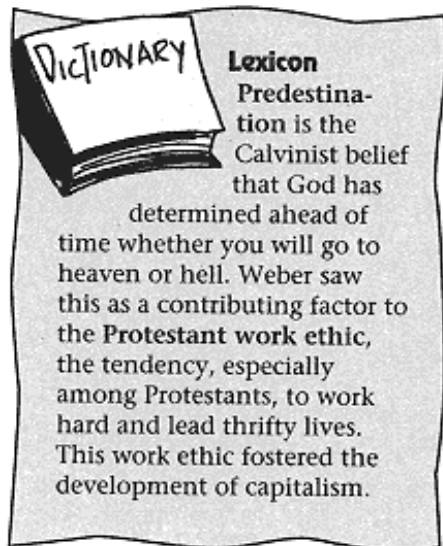 DICTIONARY
Lexicon
Predestina-
tion is the
Calvinist belief
that God has
determined ahead of
time whether you will go to
heaven or hell. Weber saw
this as a contributing factor to
the Protestant work ethic,
the tendency, especially
among Protestants, to work
hard and lead thrifty lives.
This work ethic fostered the
development of capitalism.